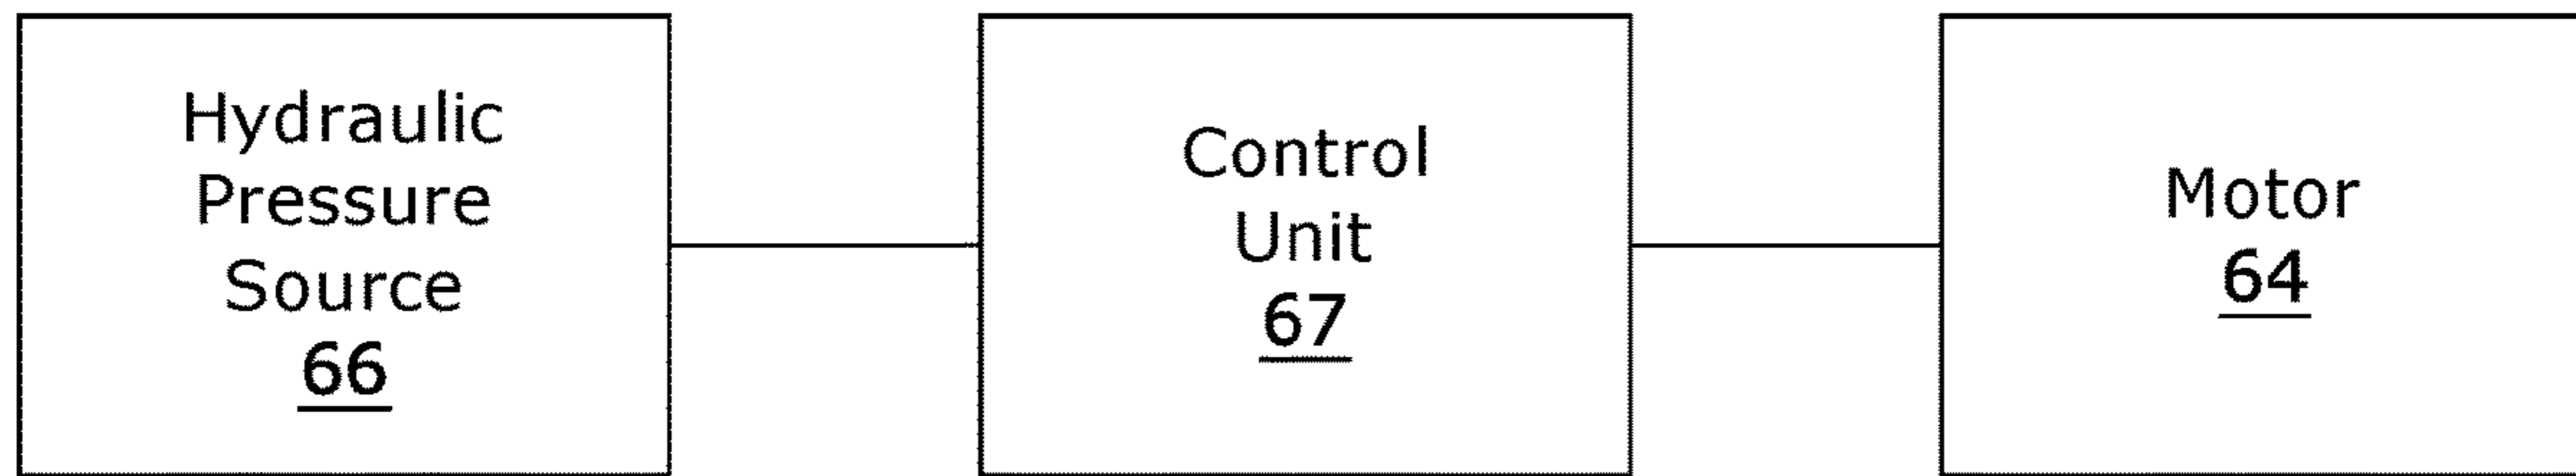 Hydraulic
Pressure
Source
66
Control
Unit
67
Motor
64